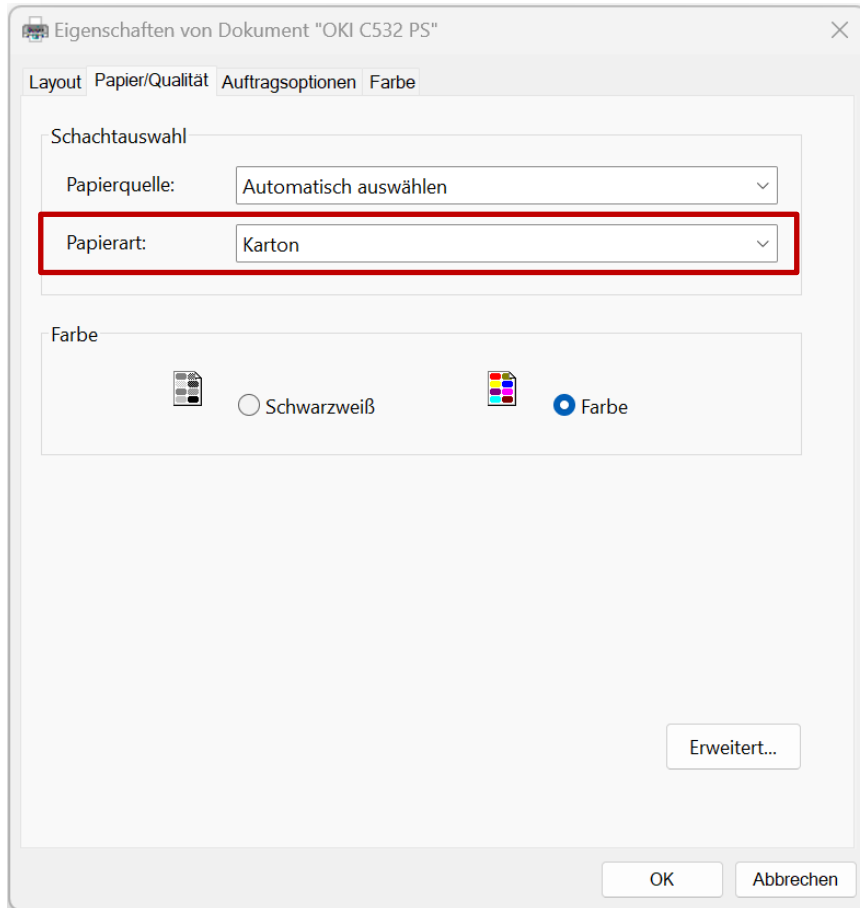 Eigenschaften von Dokument "OKI C532 PS"
Layout Papier/Qualität Auftragsoptionen Farbe
Schachtauswahl
Papierquelle: Automatisch auswählen
Papierart: Karton
Farbe
Schwarzweiß Farbe
Erweitert...
OK Abbrechen